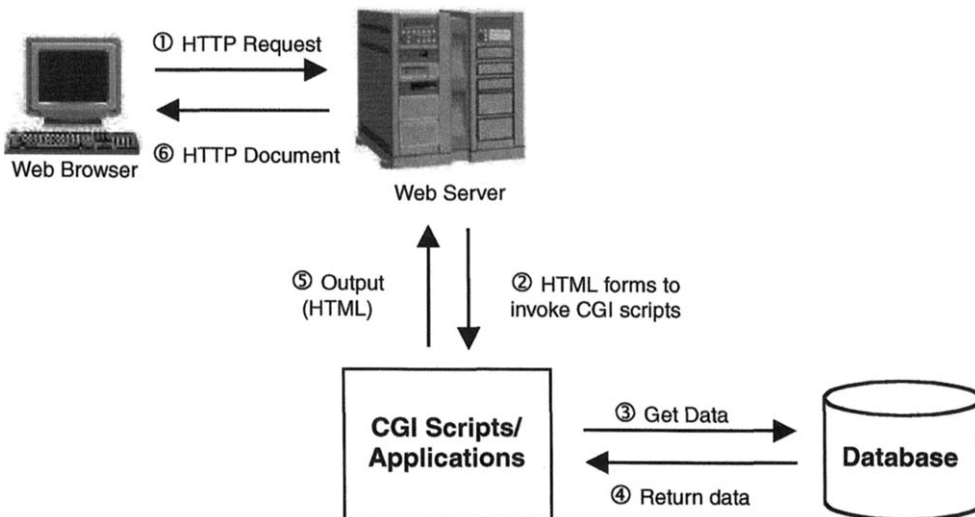 ① HTTP Request
⑥ HTTP Document
Web Browser
Web Server
⑤ Output
(HTML)
② HTML forms to
invoke CGI scripts
CGI Scripts/
Applications
③ Get Data
④ Return data
Database